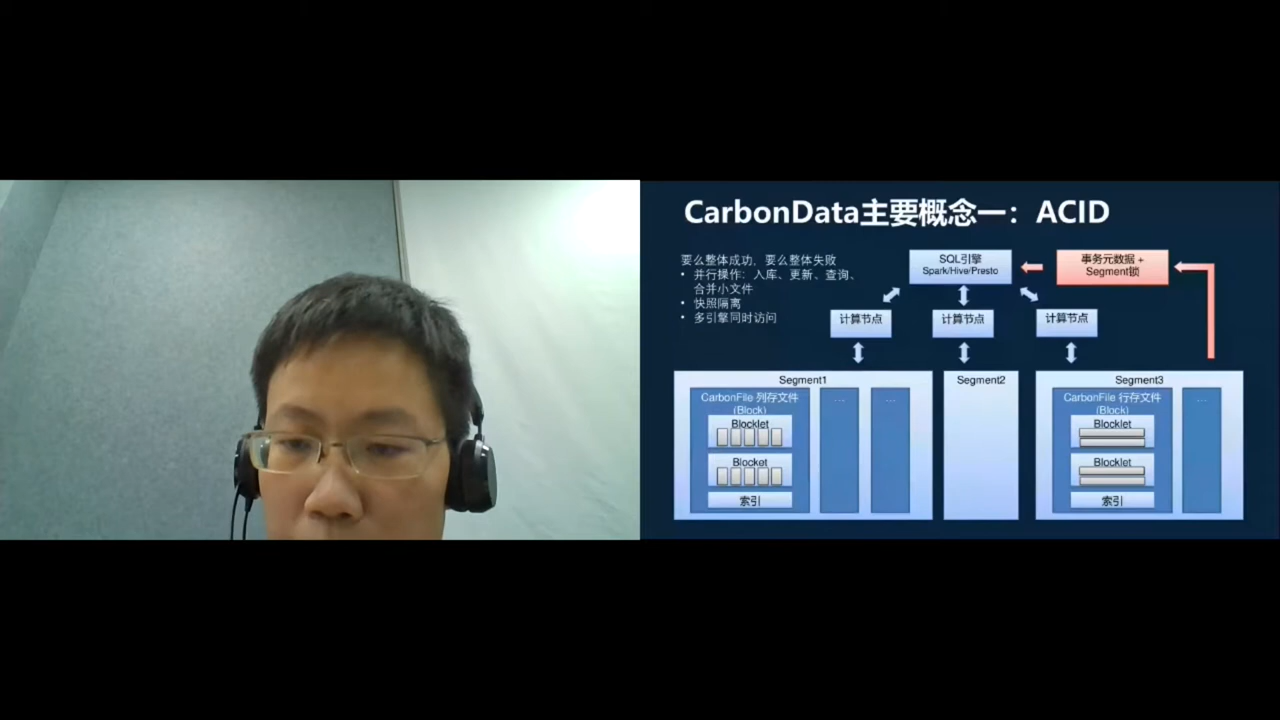 CarbonData主要概念一：ACID
要么整体成功，要么整体失败
• 并行操作：入库、更新、查询、
合并小文件
• 快照隔离
• 多引擎同时访问
SQL引擎
Spark/Hive/Presto
事务元数据 +
Segment锁
计算节点
计算节点
计算节点
Segment1
CarbonFile 列存文件
(Block)
Blocklet
Blocket
索引
...
...
Segment2
Segment3
CarbonFile 行存文件
(Block)
Blocklet
Blocklet
索引
...